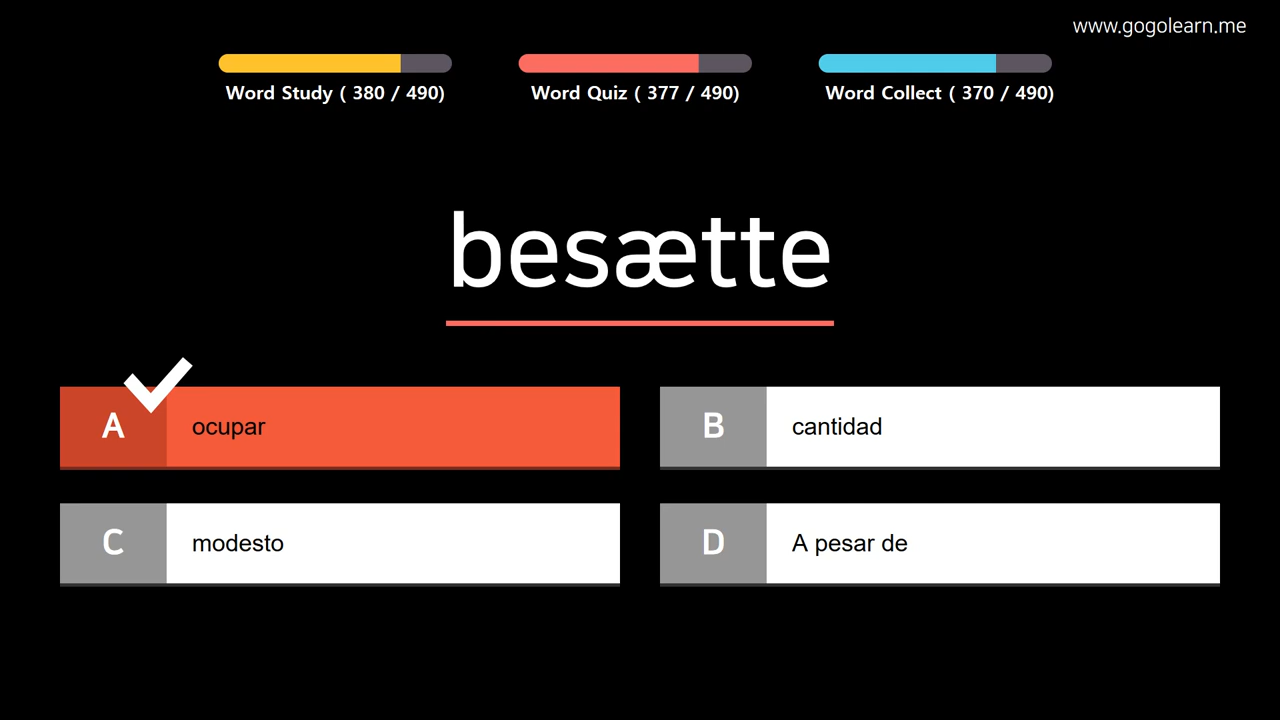 www.gogolearn.me
Word Study ( 380 / 490)
Word Quiz ( 377 / 490)
Word Collect ( 370 / 490)
besætte
A ocupar
B cantidad
C modesto
D A pesar de